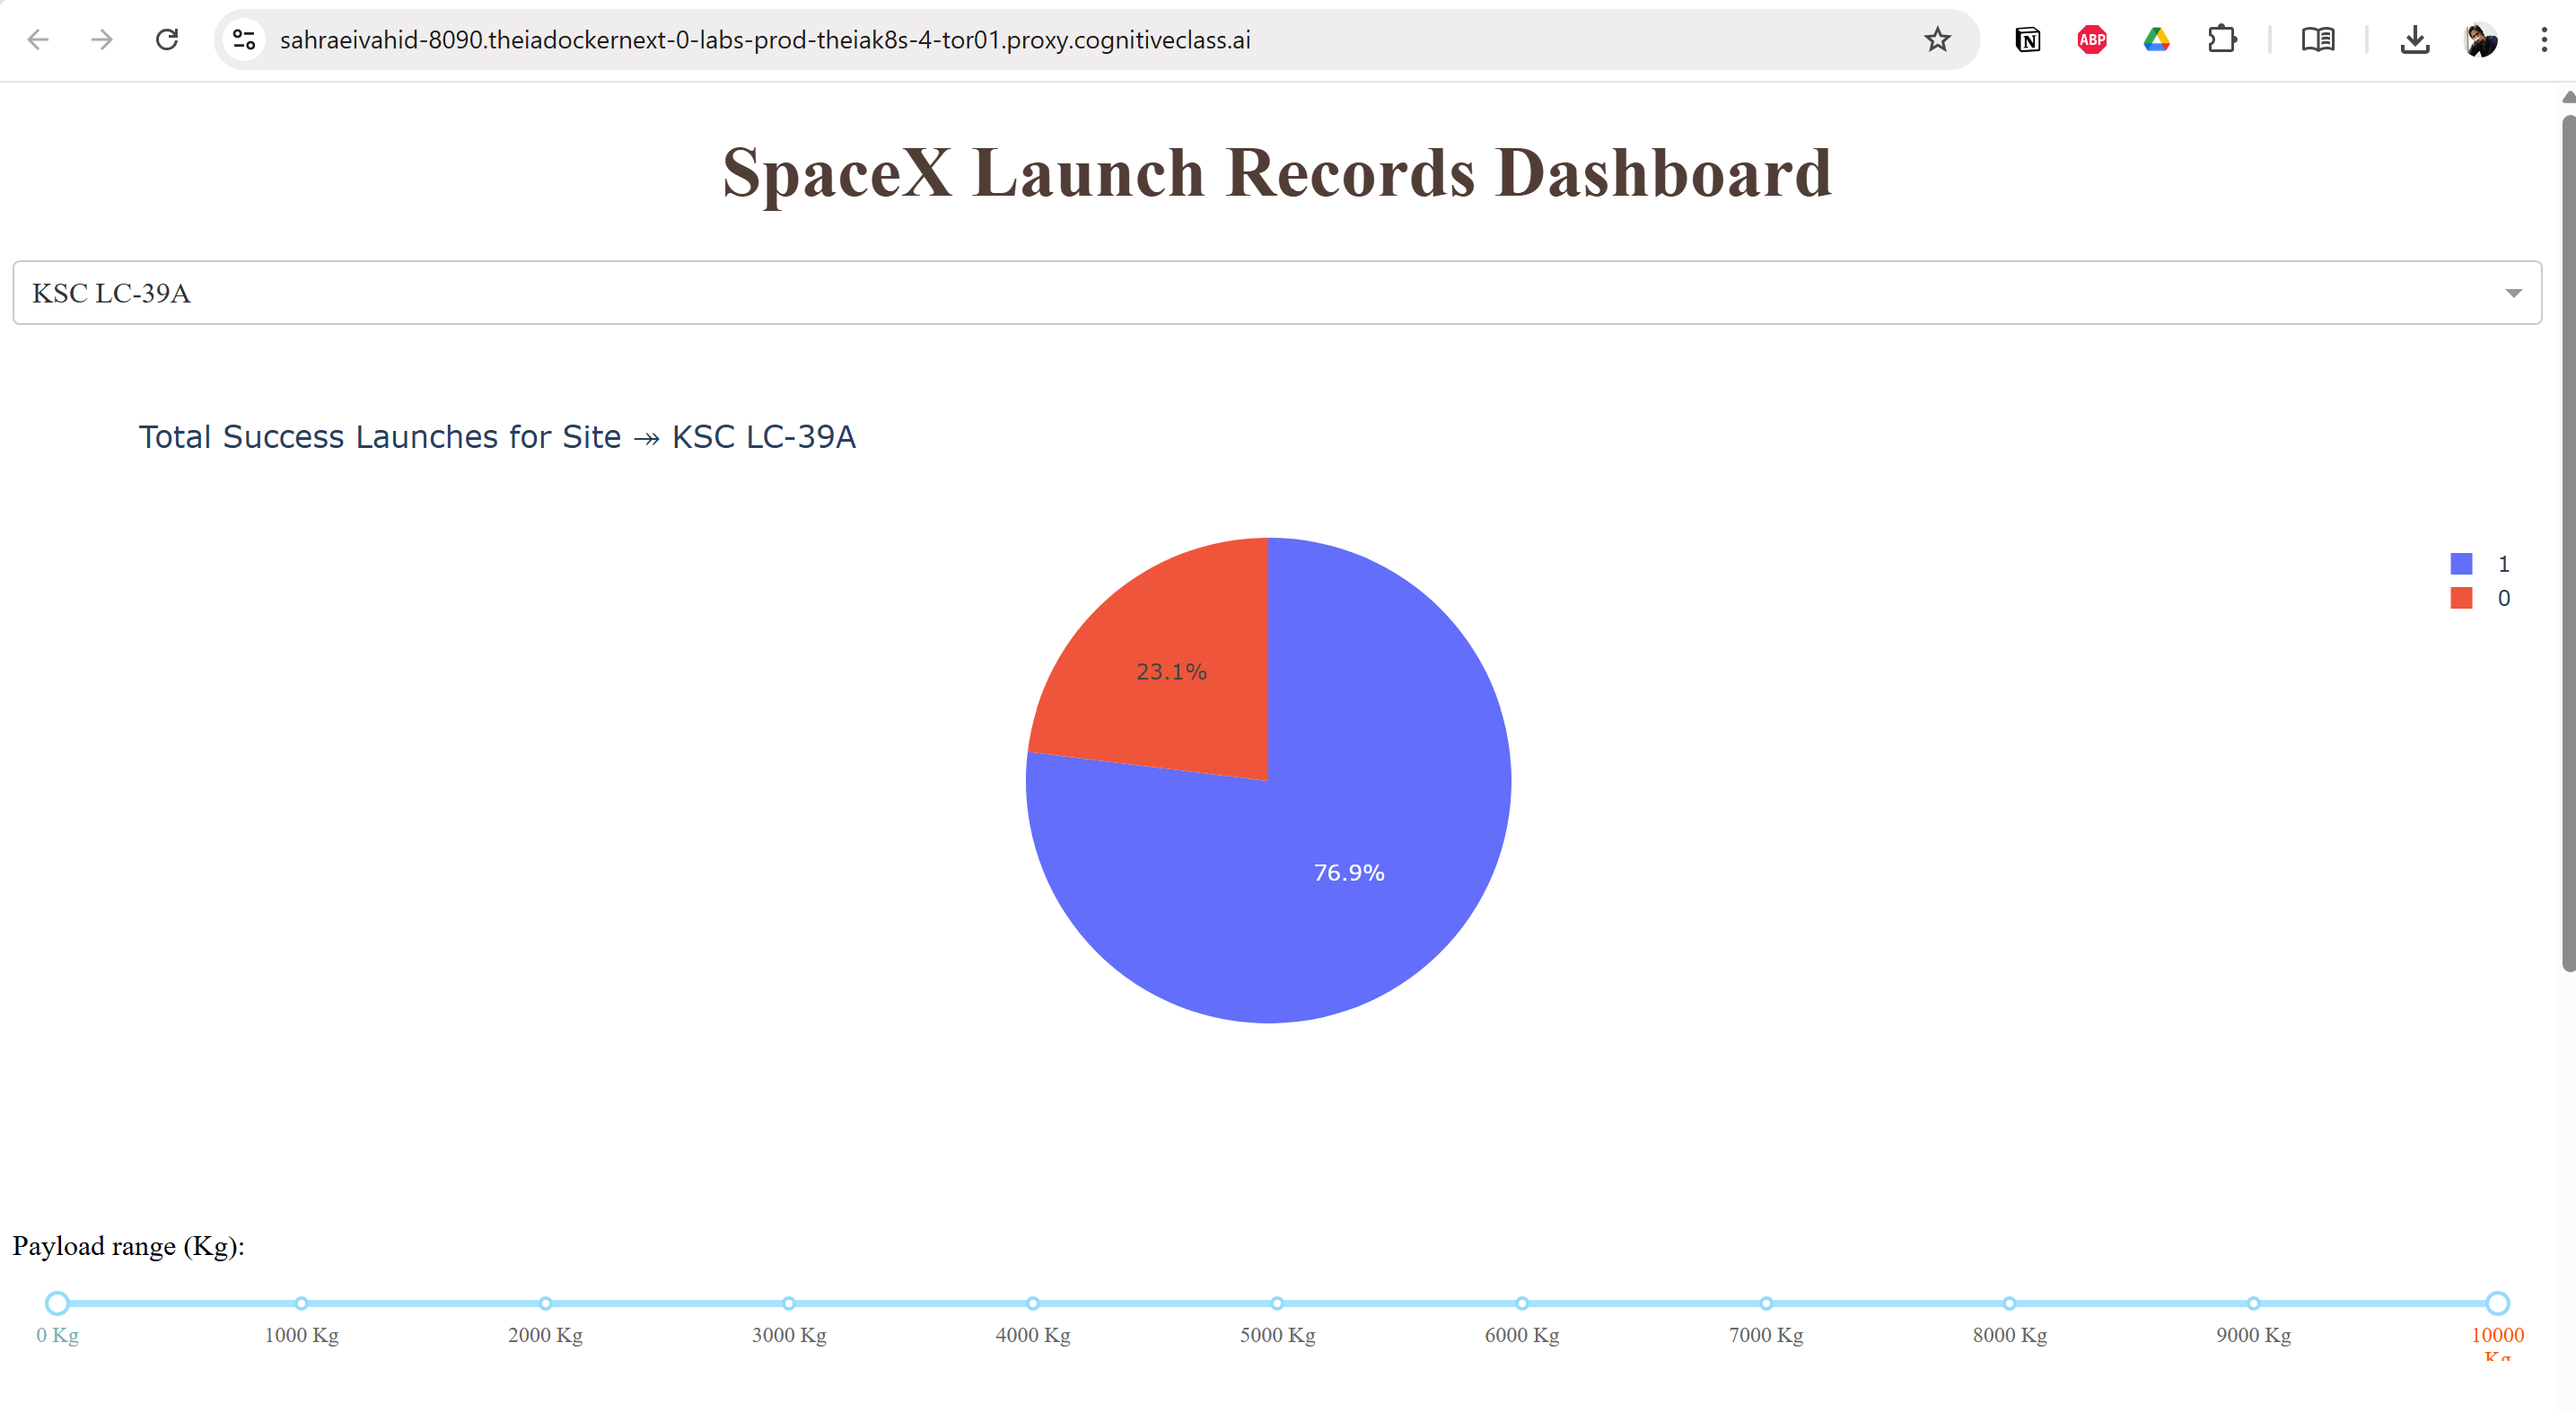 sahraeivahid-8090.theiadockernext-0-labs-prod-theiak8s-4-tor01.proxy.cognitiveclass.ai
N
ABP
SpaceX Launch Records Dashboard
KSC LC-39A
Total Success Launches for Site ↠ KSC LC-39A
1
0
23.1%
76.9%
Payload range (Kg):
0 Kg 1000 Kg 2000 Kg 3000 Kg 4000 Kg 5000 Kg 6000 Kg 7000 Kg 8000 Kg 9000 Kg 10000
Kg